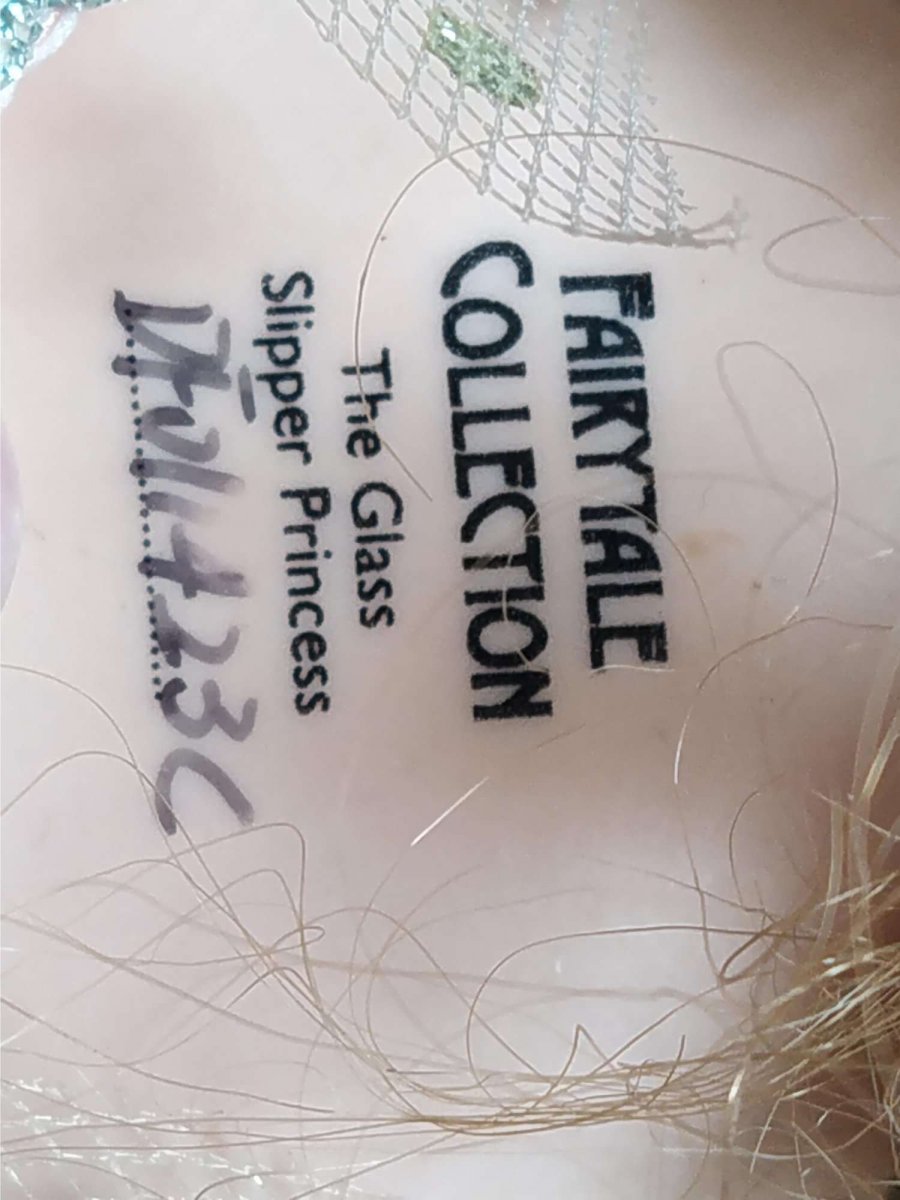 FAIRYTALE
COLLECTION
The Glass
Slipper Princess